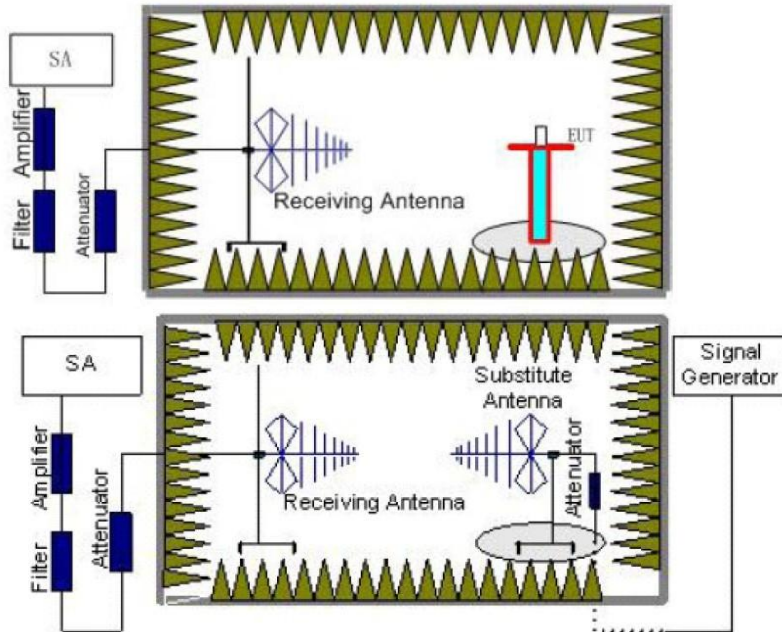 SA
Amplifier
Filter
Attenuator
Receiving Antenna
EUT
SA
Amplifier
Filter
Attenuator
Receiving Antenna
Substitute
Antenna
Attenuator
Signal
Generator